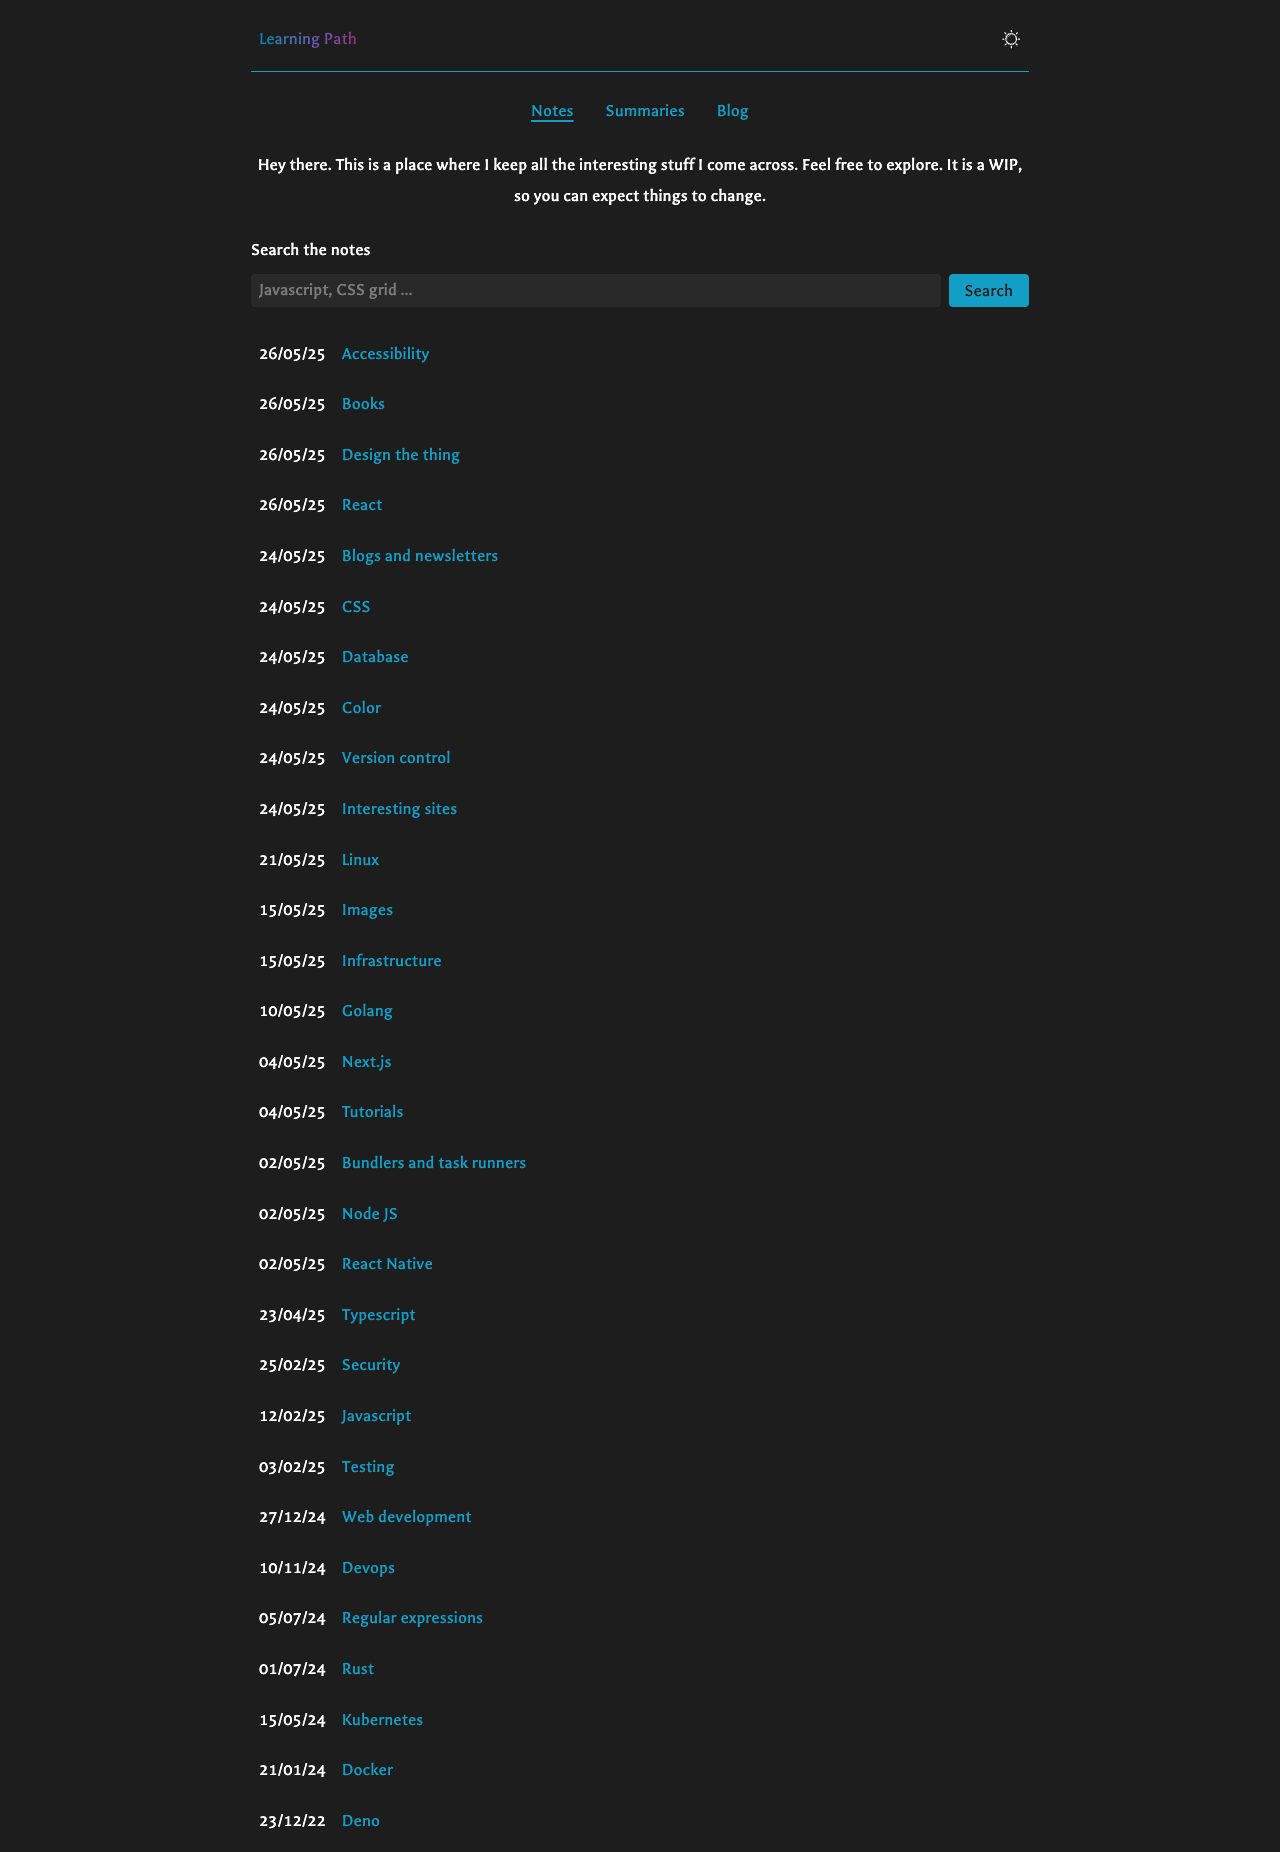 Learning Path
Notes Summaries Blog
Hey there. This is a place where I keep all the interesting stuff I come across. Feel free to explore. It is a WIP,
so you can expect things to change.
Search the notes
Javascript, CSS grid ... Search
26/05/25 Accessibility
26/05/25 Books
26/05/25 Design the thing
26/05/25 React
24/05/25 Blogs and newsletters
24/05/25 CSS
24/05/25 Database
24/05/25 Color
24/05/25 Version control
24/05/25 Interesting sites
21/05/25 Linux
15/05/25 Images
15/05/25 Infrastructure
10/05/25 Golang
04/05/25 Next.js
04/05/25 Tutorials
02/05/25 Bundlers and task runners
02/05/25 Node JS
02/05/25 React Native
23/04/25 Typescript
25/02/25 Security
12/02/25 Javascript
03/02/25 Testing
27/12/24 Web development
10/11/24 Devops
05/07/24 Regular expressions
01/07/24 Rust
15/05/24 Kubernetes
21/01/24 Docker
23/12/22 Deno